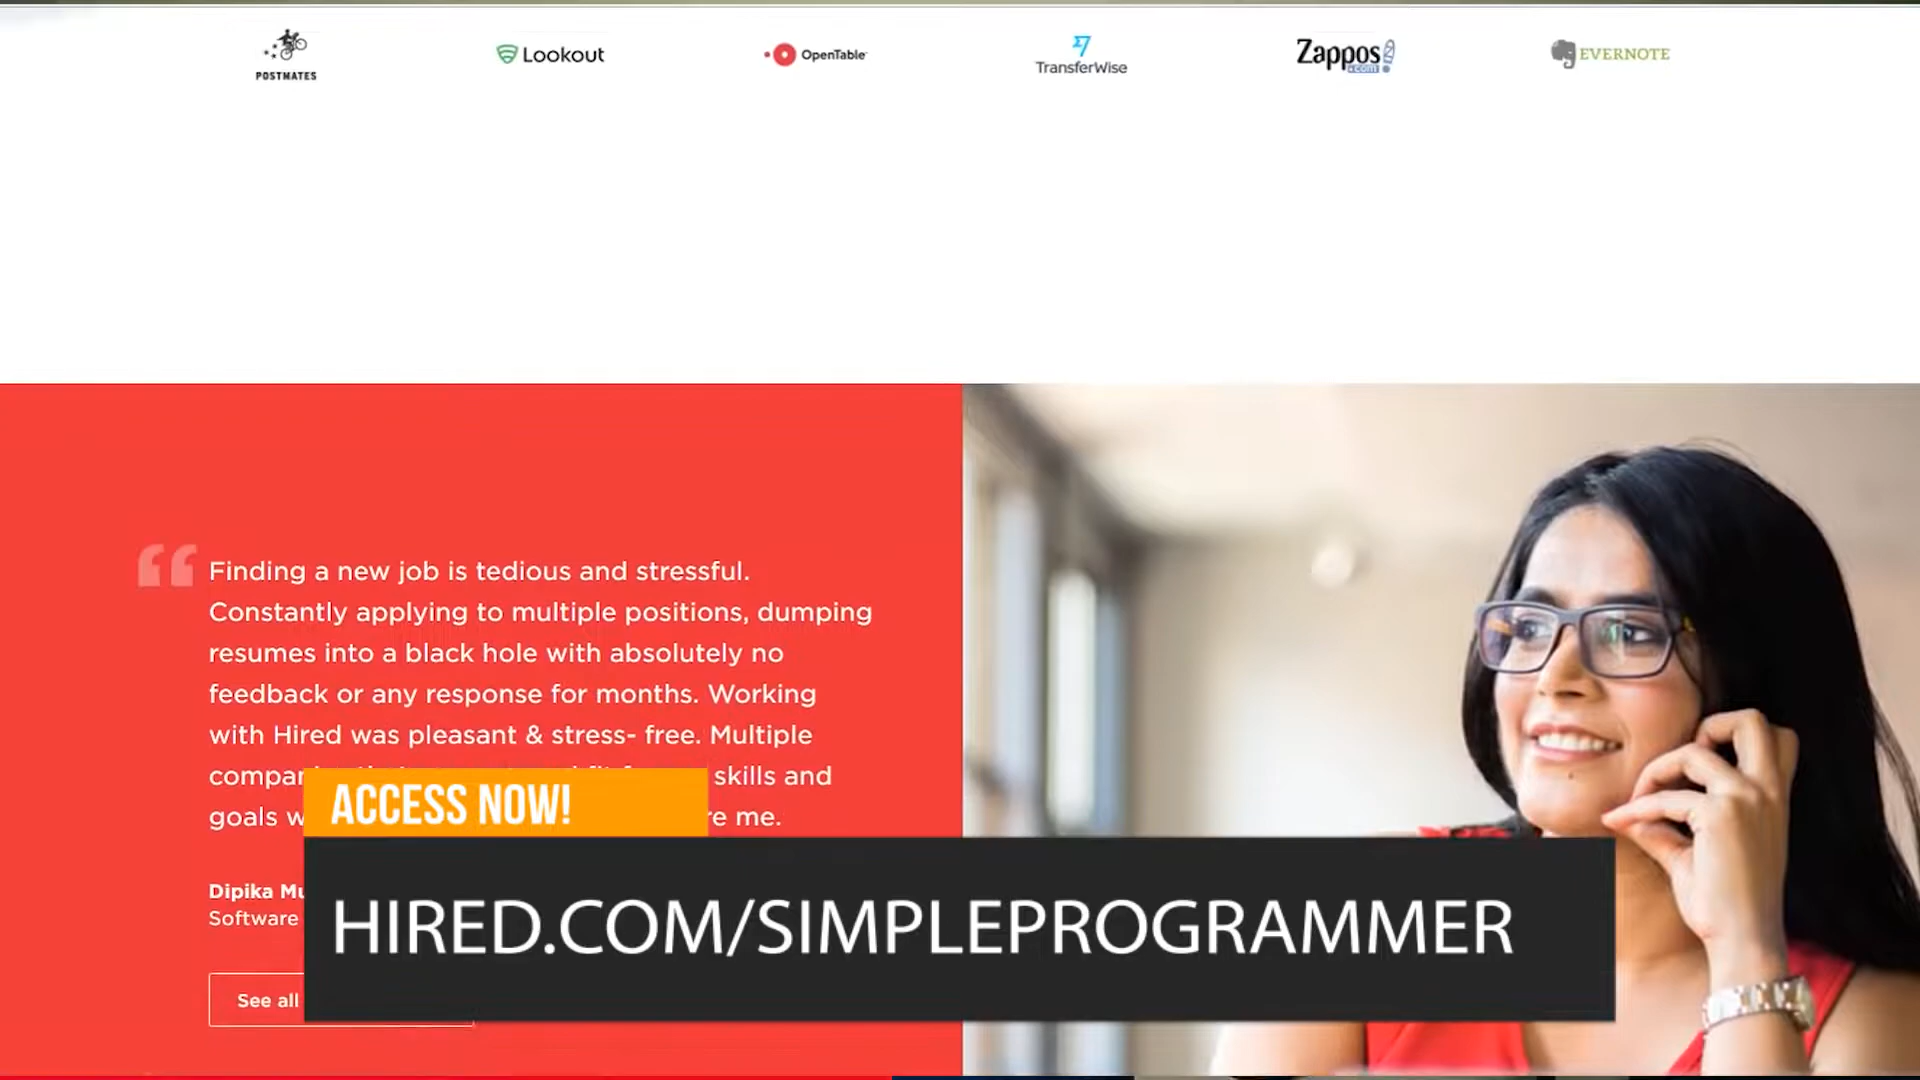 POSTMATES
Lookout
OpenTable
TransferWise
Zappos
.com
EVERNOTE
“ Finding a new job is tedious and stressful.
Constantly applying to multiple positions, dumping
resumes into a black hole with absolutely no
feedback or any response for months. Working
with Hired was pleasant & stress- free. Multiple
skills and
goals
me.
ACCESS NOW!
Dipika
Software
HIRED.COM/SIMPLEPROGRAMMER
See all